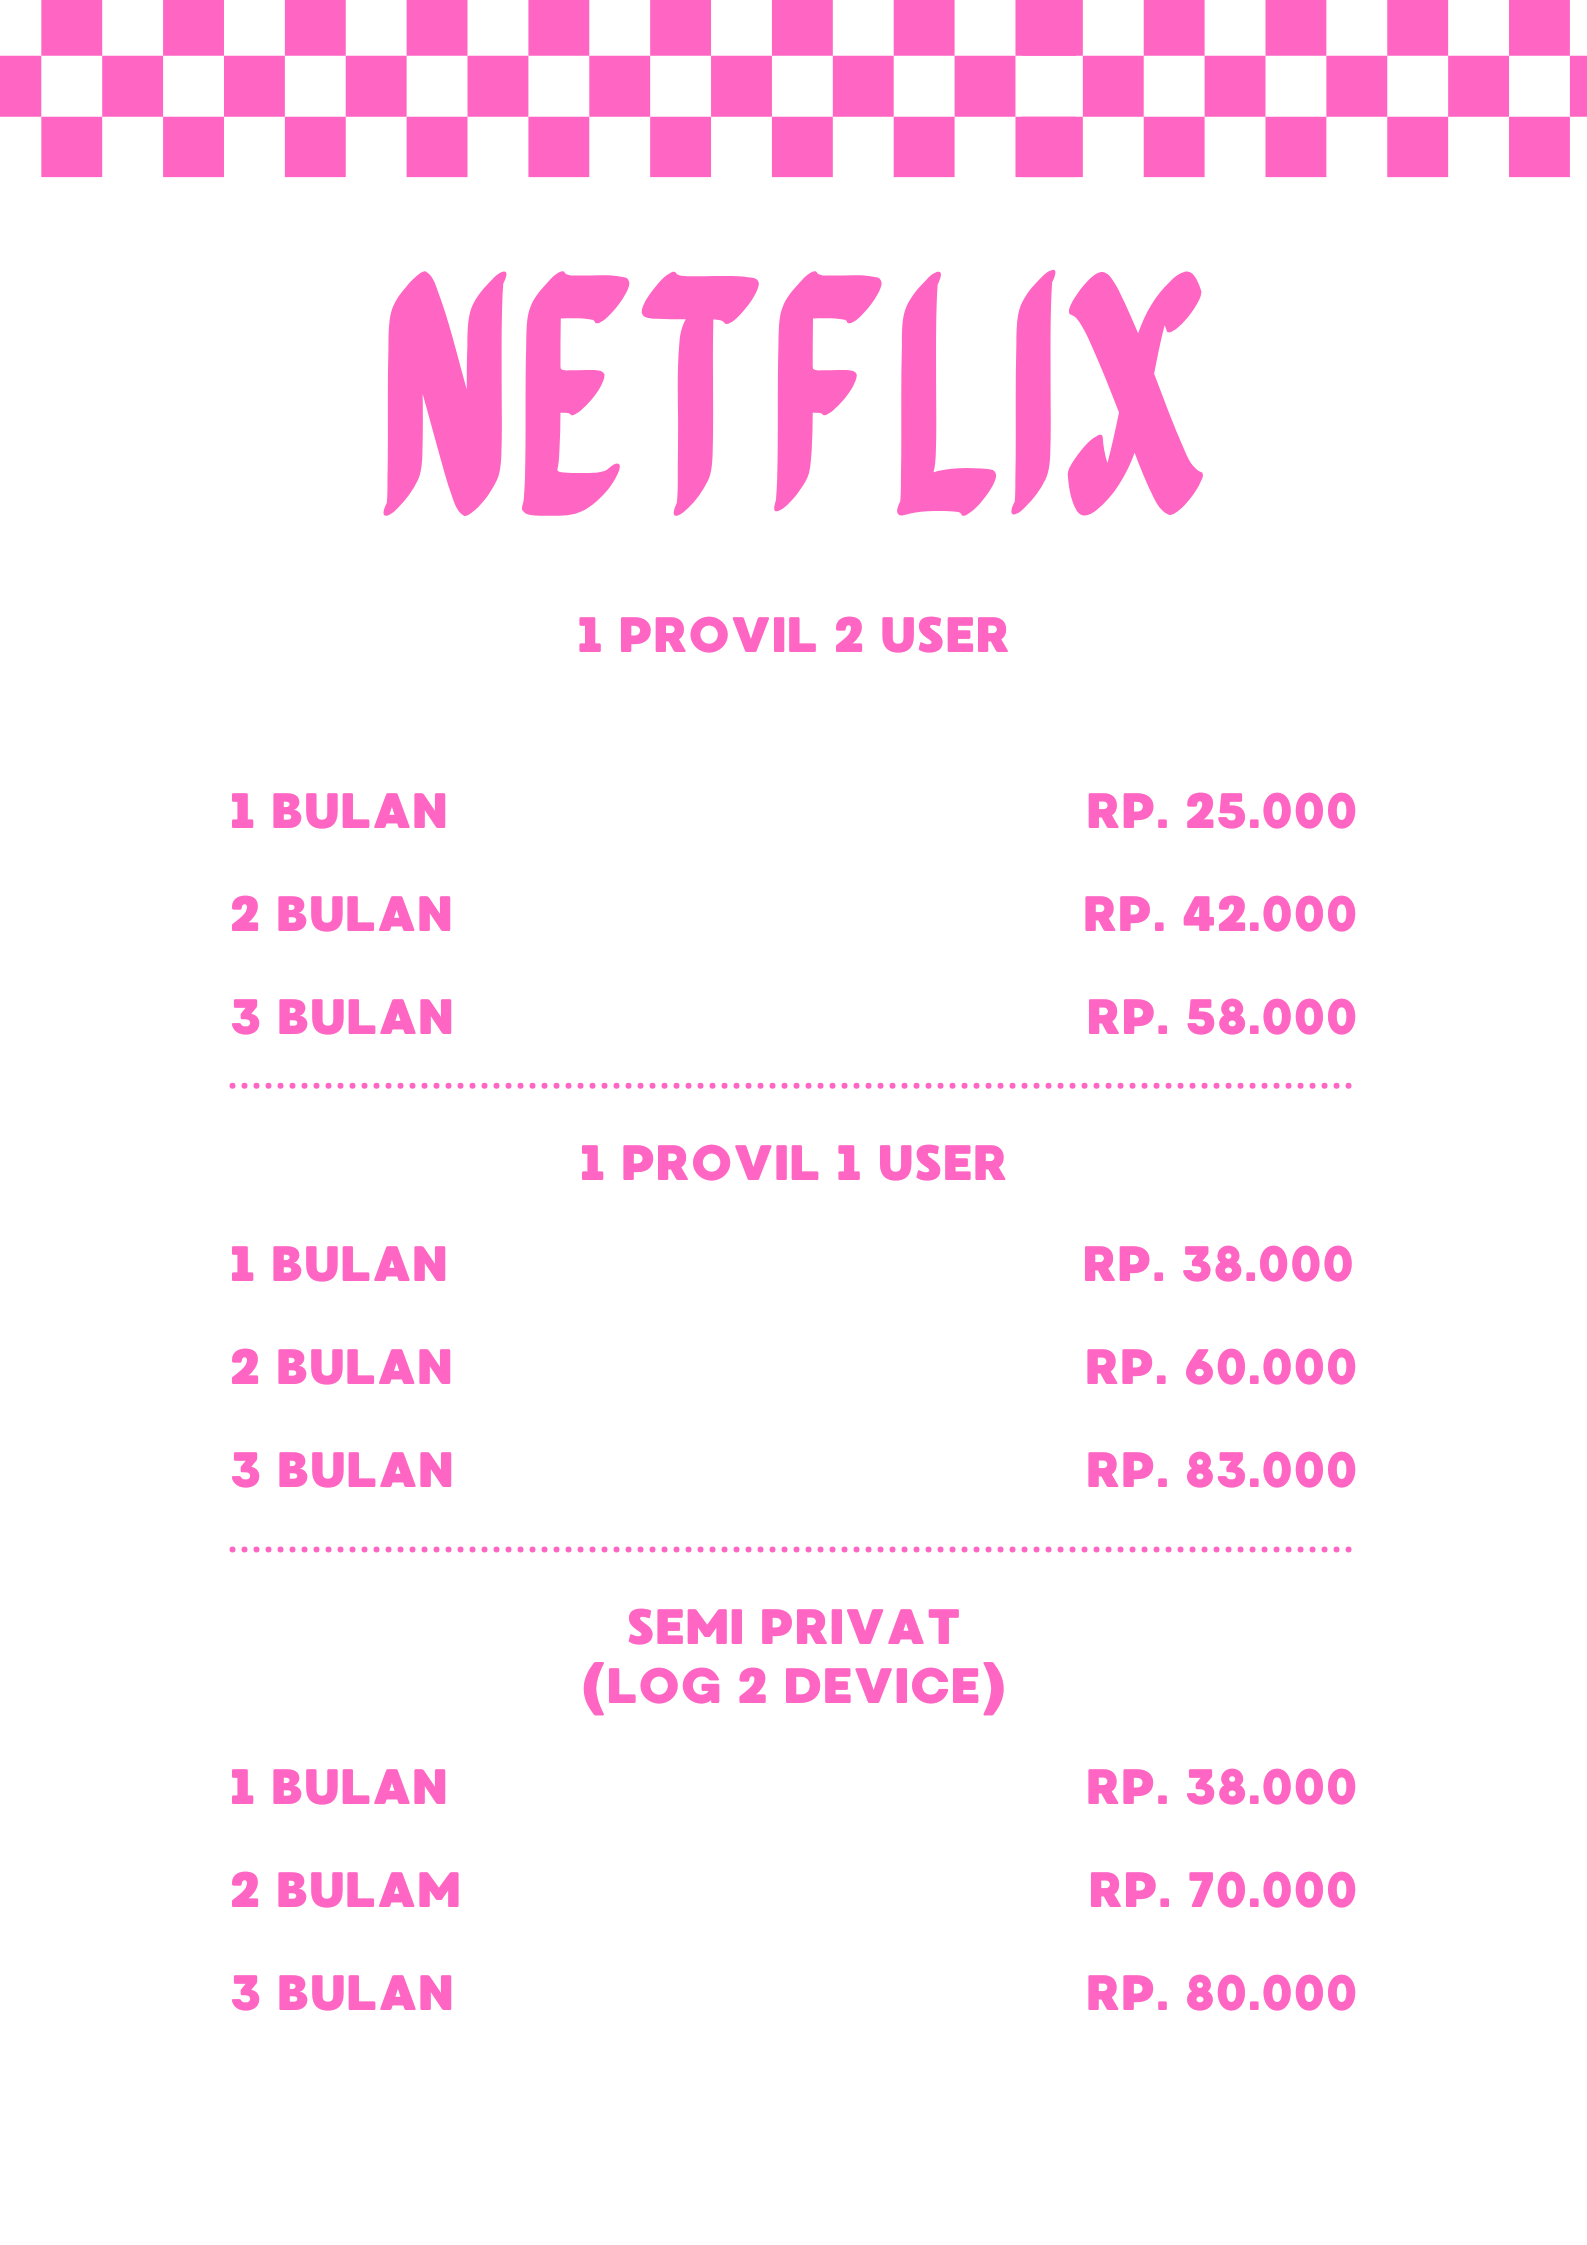 NETFLIX
1 PROVIL 2 USER
1 BULAN RP. 25.000
2 BULAN RP. 42.000
3 BULAN RP. 58.000
1 PROVIL 1 USER
1 BULAN RP. 38.000
2 BULAN RP. 60.000
3 BULAN RP. 83.000
SEMI PRIVAT
(LOG 2 DEVICE)
1 BULAN RP. 38.000
2 BULAM RP. 70.000
3 BULAN RP. 80.000